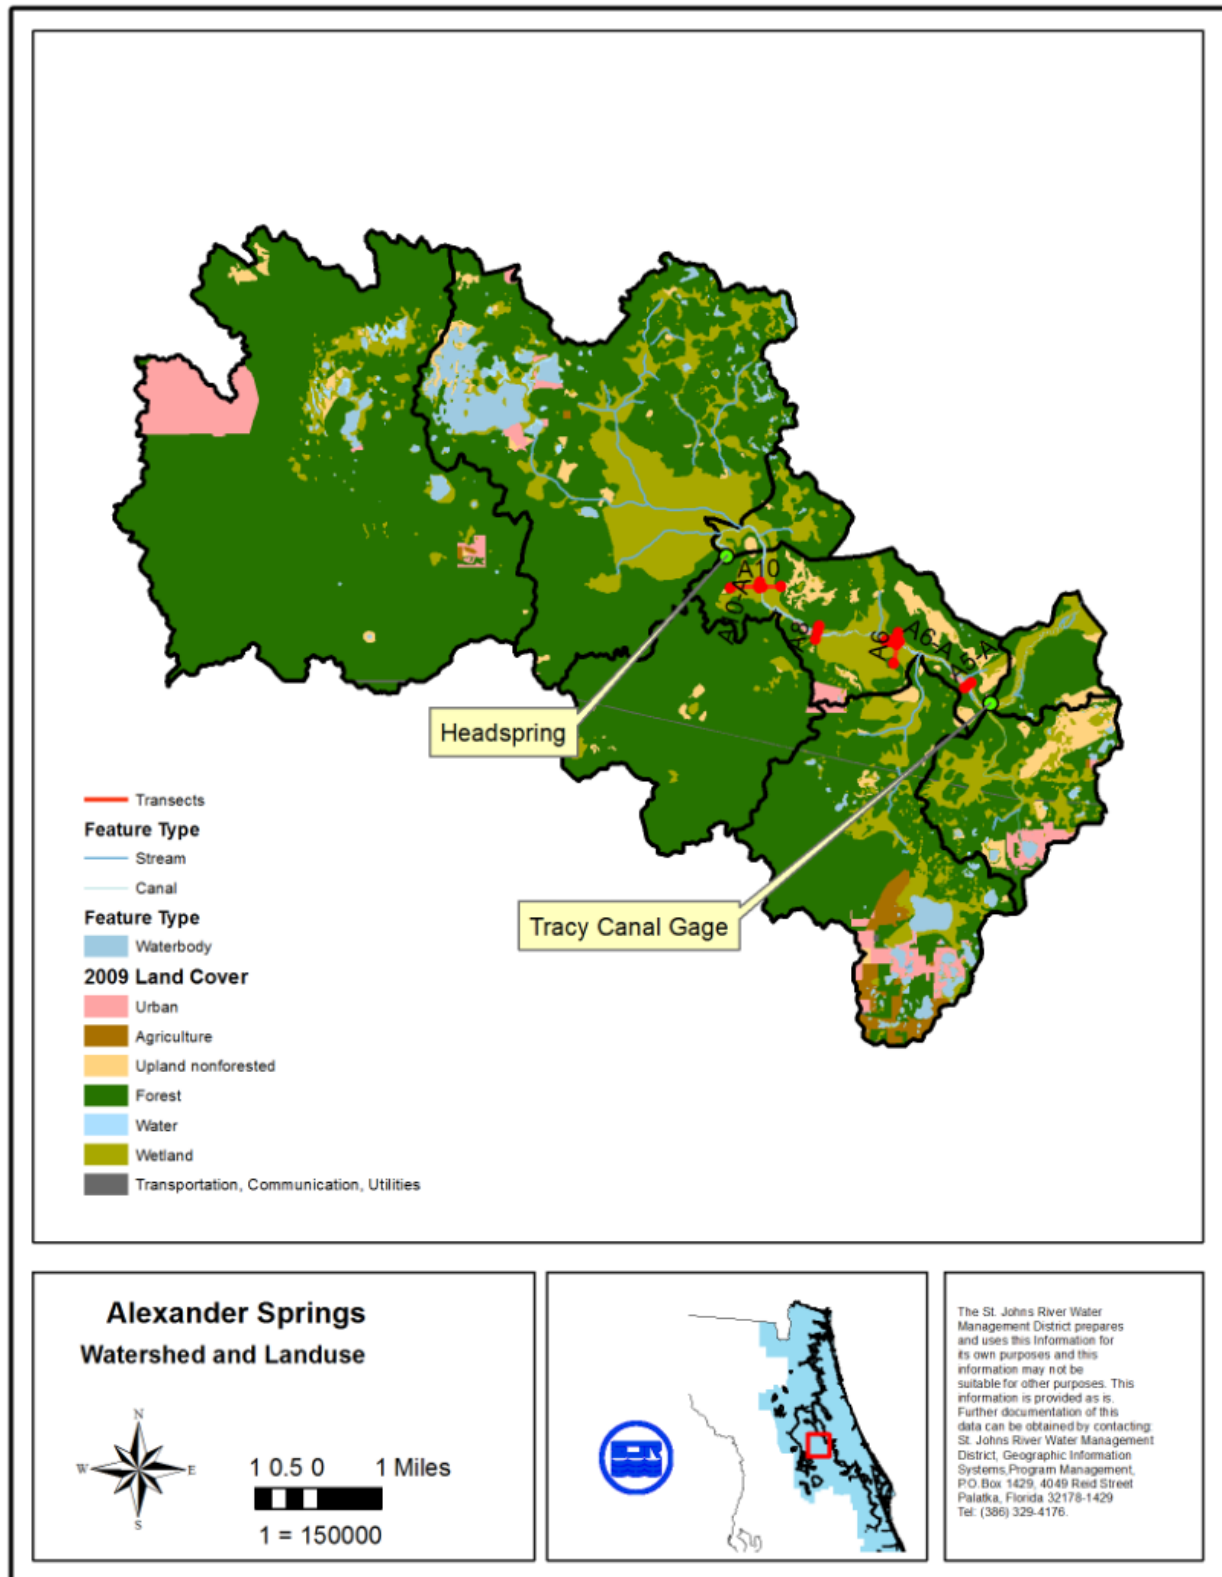 A10
A10-A
A8
A6
A6-A
A5-A
Headspring
Tracy Canal Gage
Transects
Feature Type
Stream
Canal
Feature Type
Waterbody
2009 Land Cover
Urban
Agriculture
Upland nonforested
Forest
Water
Wetland
Transportation, Communication, Utilities
Alexander Springs
Watershed and Landuse
N
W E
S
1 0.5 0 1 Miles
1 = 150000
The St. Johns River Water
Management District prepares
and uses this Information for
its own purposes and this
information may not be
suitable for other purposes. This
information is provided as is.
Further documentation of this
data can be obtained by contacting:
St. Johns River Water Management
District, Geographic Information
Systems,Program Management,
P.O.Box 1429, 4049 Reid Street
Palatka, Florida 32178-1429
Tel: (386) 329-4176.